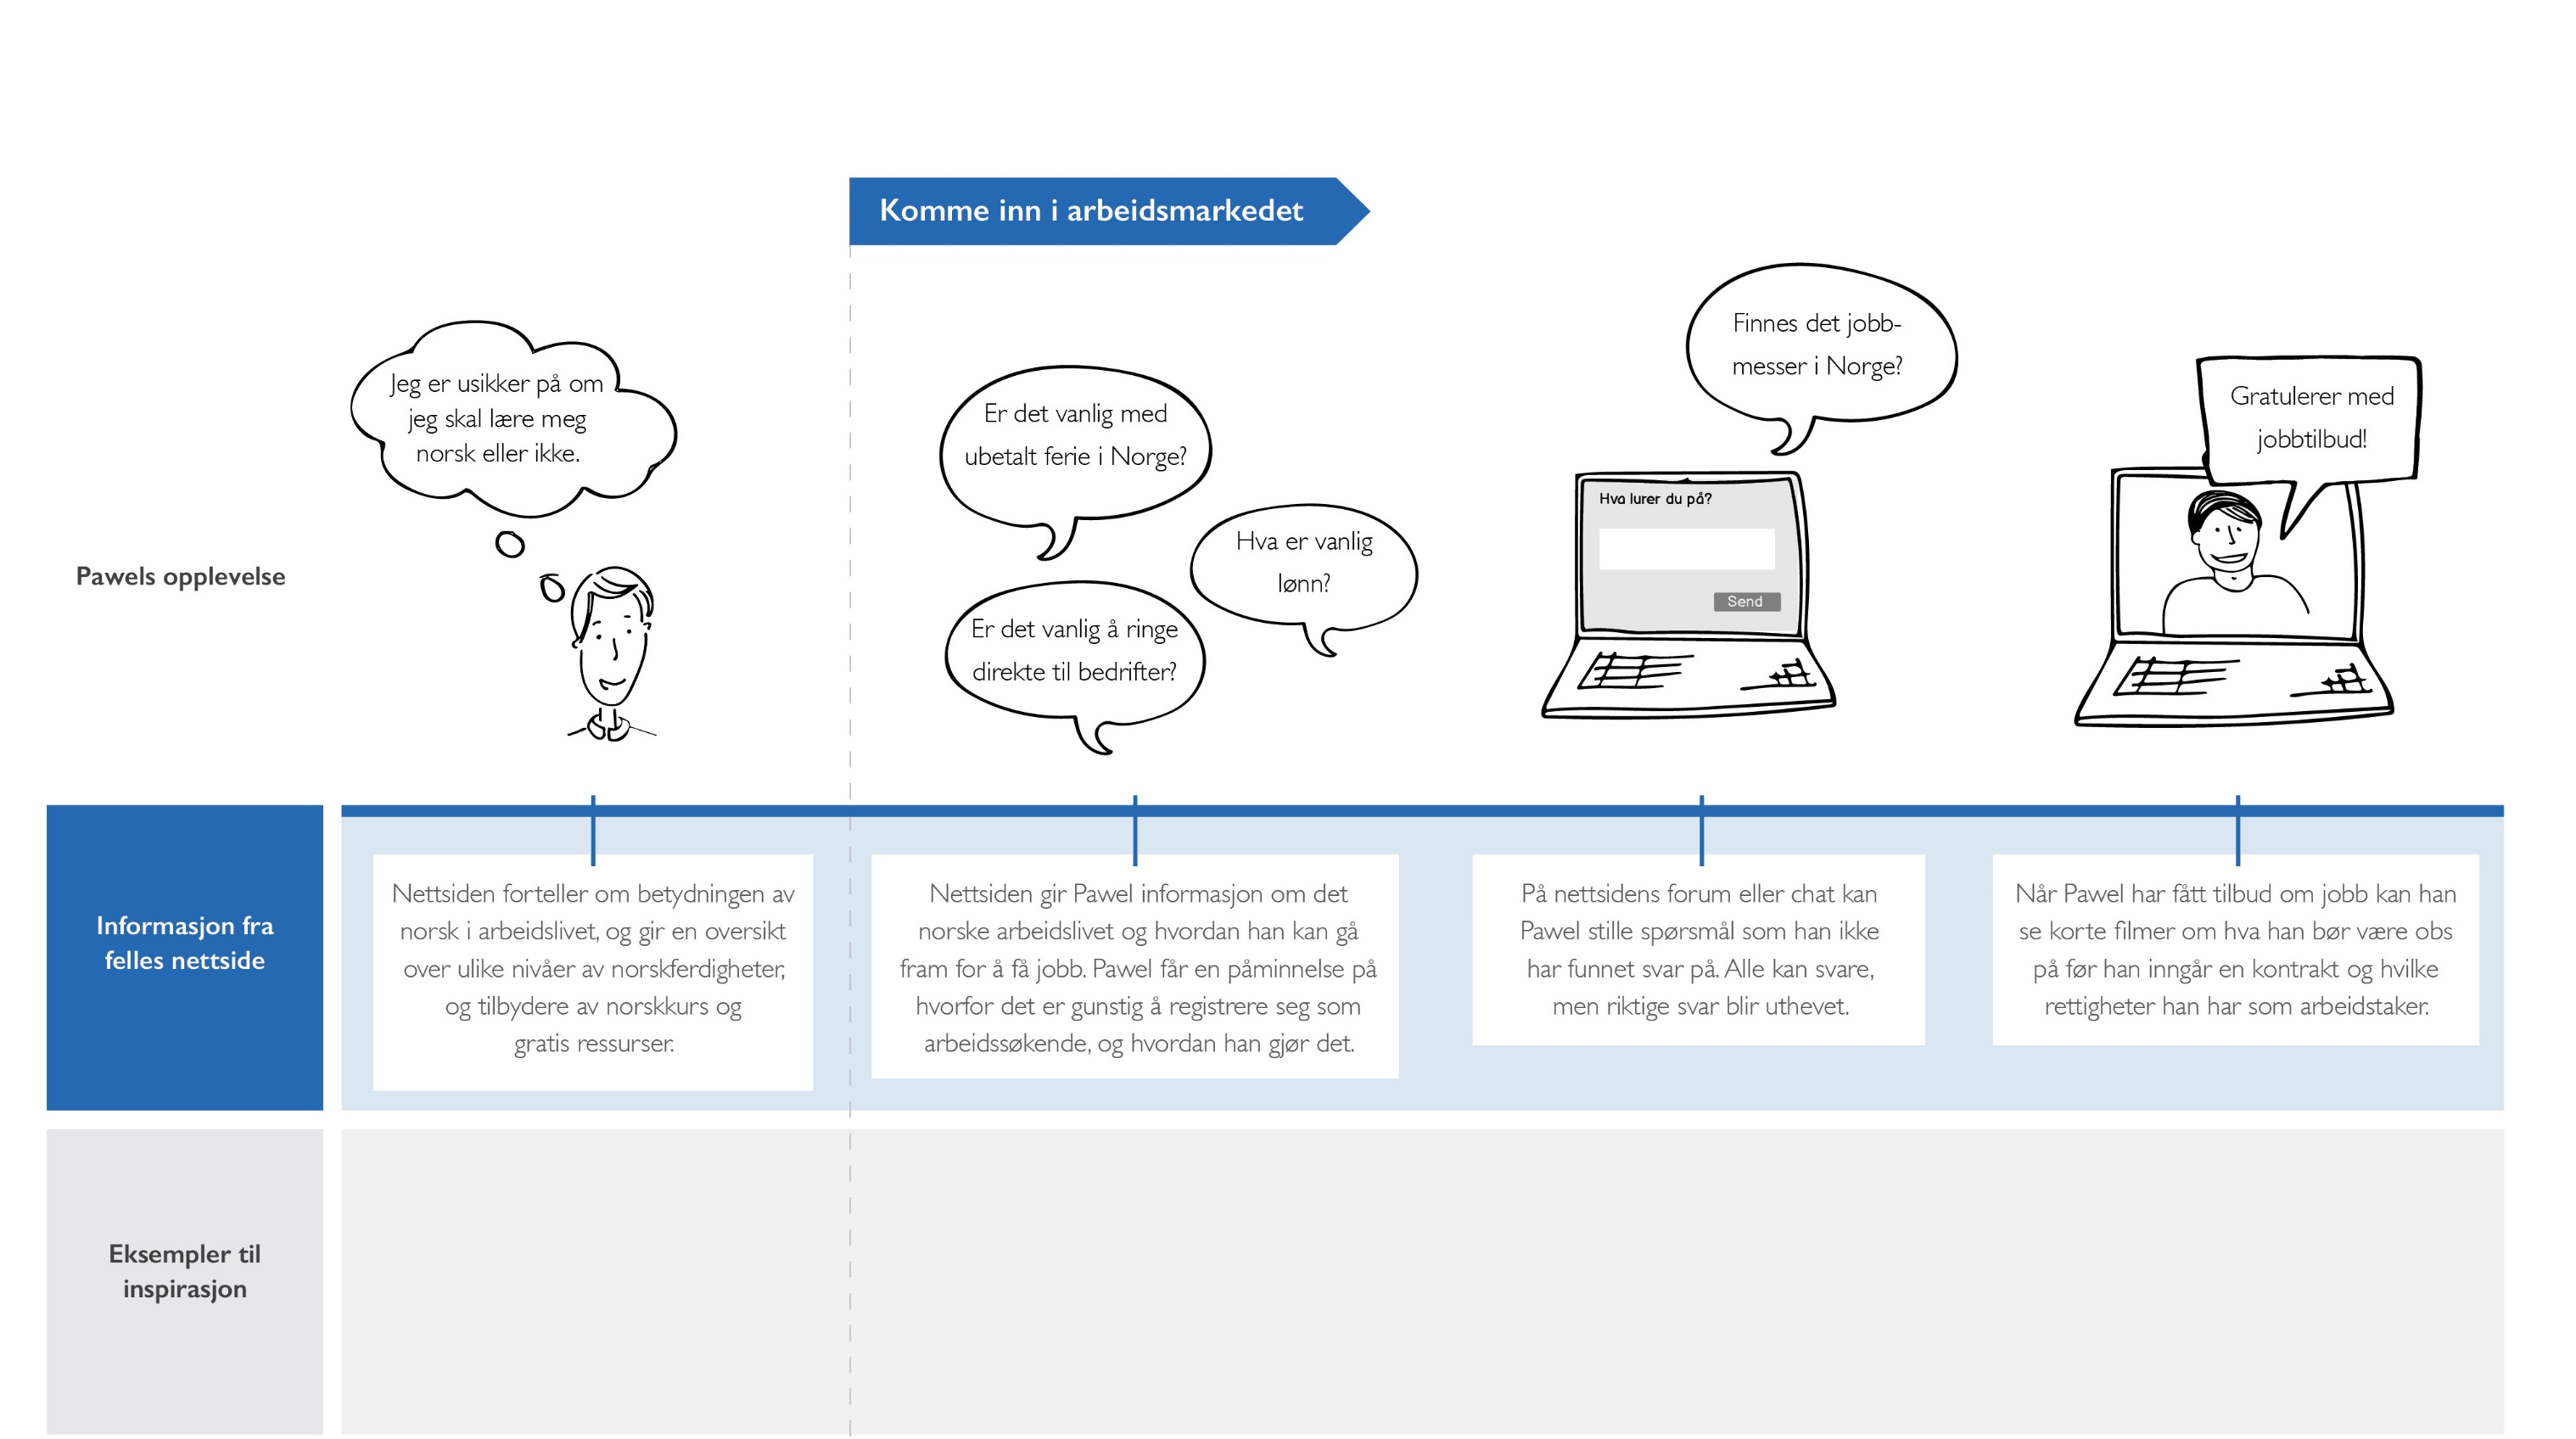 Komme inn i arbeidsmarkedet
Pawels opplevelse
Jeg er usikker på om
jeg skal lære meg
norsk eller ikke.
Er det vanlig med
ubetalt ferie i Norge?
Hva er vanlig
lønn?
Er det vanlig å ringe
direkte til bedrifter?
Finnes det jobb-
messer i Norge?
Hva lurer du på?
Send
Gratulerer med
jobbtilbud!
Informasjon fra
felles nettside
Nettsiden forteller om betydningen av
norsk i arbeidslivet, og gir en oversikt
over ulike nivåer av norskferdigheter,
og tilbydere av norskkurs og
gratis ressurser.
Nettsiden gir Pawel informasjon om det
norske arbeidslivet og hvordan han kan gå
fram for å få jobb. Pawel får en påminnelse på
hvorfor det er gunstig å registrere seg som
arbeidssøkende, og hvordan han gjør det.
På nettsidens forum eller chat kan
Pawel stille spørsmål som han ikke
har funnet svar på. Alle kan svare,
men riktige svar blir uthevet.
Når Pawel har fått tilbud om jobb kan han
se korte filmer om hva han bør være obs
på før han inngår en kontrakt og hvilke
rettigheter han har som arbeidstaker.
Eksempler til
inspirasjon